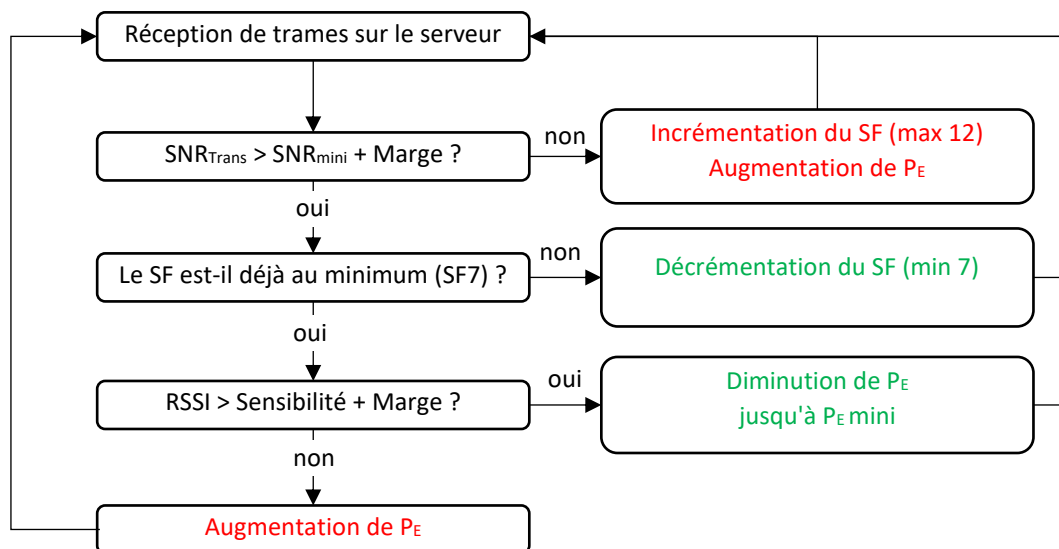 Réception de trames sur le serveur
SNRTrans > SNRmini + Marge ?
non
Incrémentation du SF (max 12)
Augmentation de PE
oui
Le SF est-il déjà au minimum (SF7) ?
non
Décrémentation du SF (min 7)
oui
RSSI > Sensibilité + Marge ?
oui
Diminution de PE
jusqu'à PE mini
non
Augmentation de PE